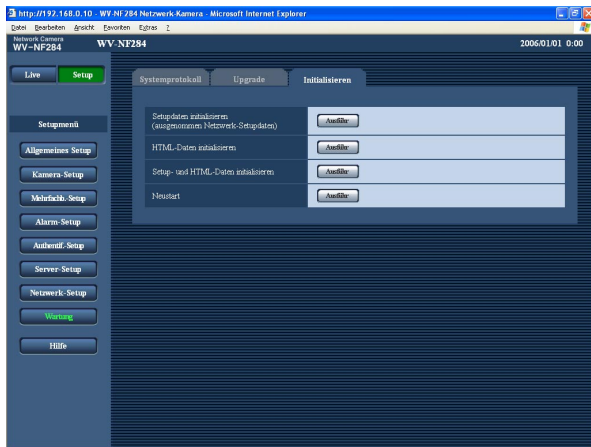 http://192.168.0.10 - WV-NF284 Netzwerk-Kamera - Microsoft Internet Explorer
Datei Bearbeiten Ansicht Favoriten Extras ?
Network Camera
WV-NF284
WV-NF284
2006/01/01 0:00
Live Setup
Systemprotokoll Upgrade Initialisieren
Setupmenü
Setupdaten initialisieren
(ausgenommen Netzwerk-Setupdaten)
Ausführ
HTML-Daten initialisieren
Ausführ
Setup- und HTML-Daten initialisieren
Ausführ
Neustart
Ausführ
Allgemeines Setup
Kamera-Setup
Mehrfachb.-Setup
Alarm-Setup
Authentif.-Setup
Server-Setup
Netzwerk-Setup
Wartung
Hilfe